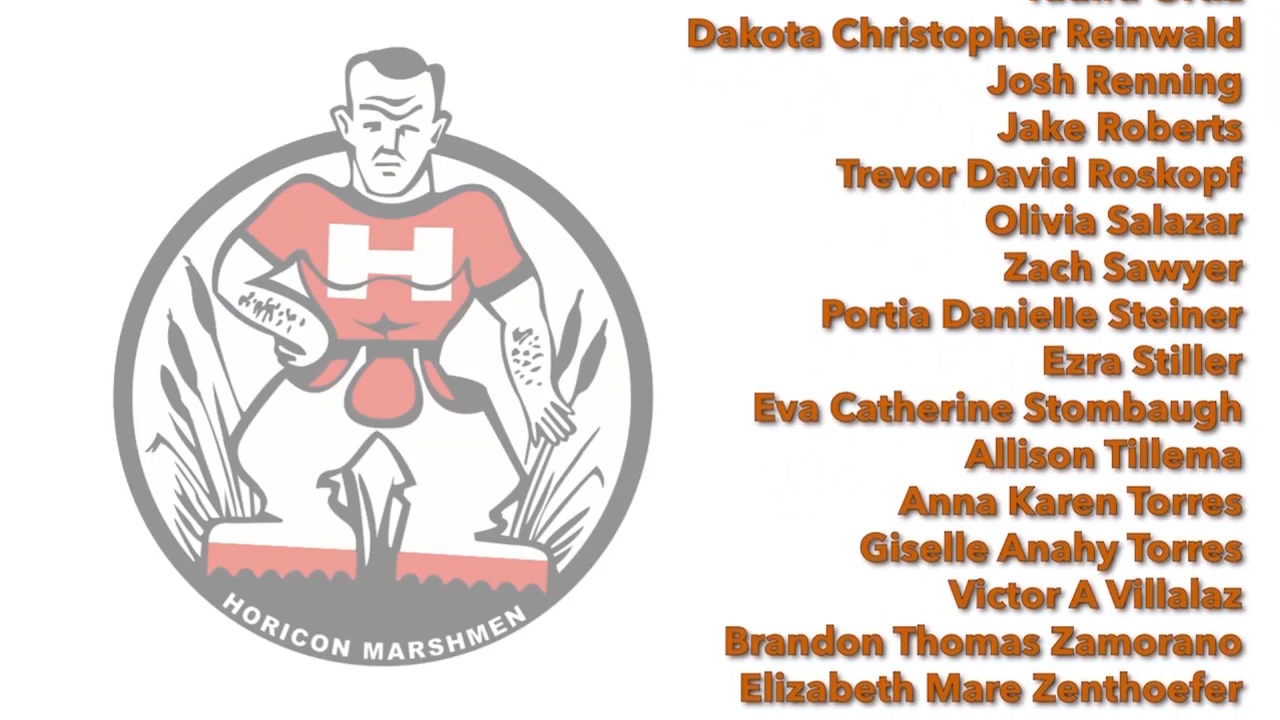 Dakota Christopher Reinwald
Josh Renning
Jake Roberts
Trevor David Roskopf
Olivia Salazar
Zach Sawyer
Portia Danielle Steiner
Ezra Stiller
Eva Catherine Stombaugh
Allison Tillema
Anna Karen Torres
Giselle Anahy Torres
Victor A Villalaz
Brandon Thomas Zamorano
Elizabeth Mare Zenthoefer
H
HORICON MARSHMEN